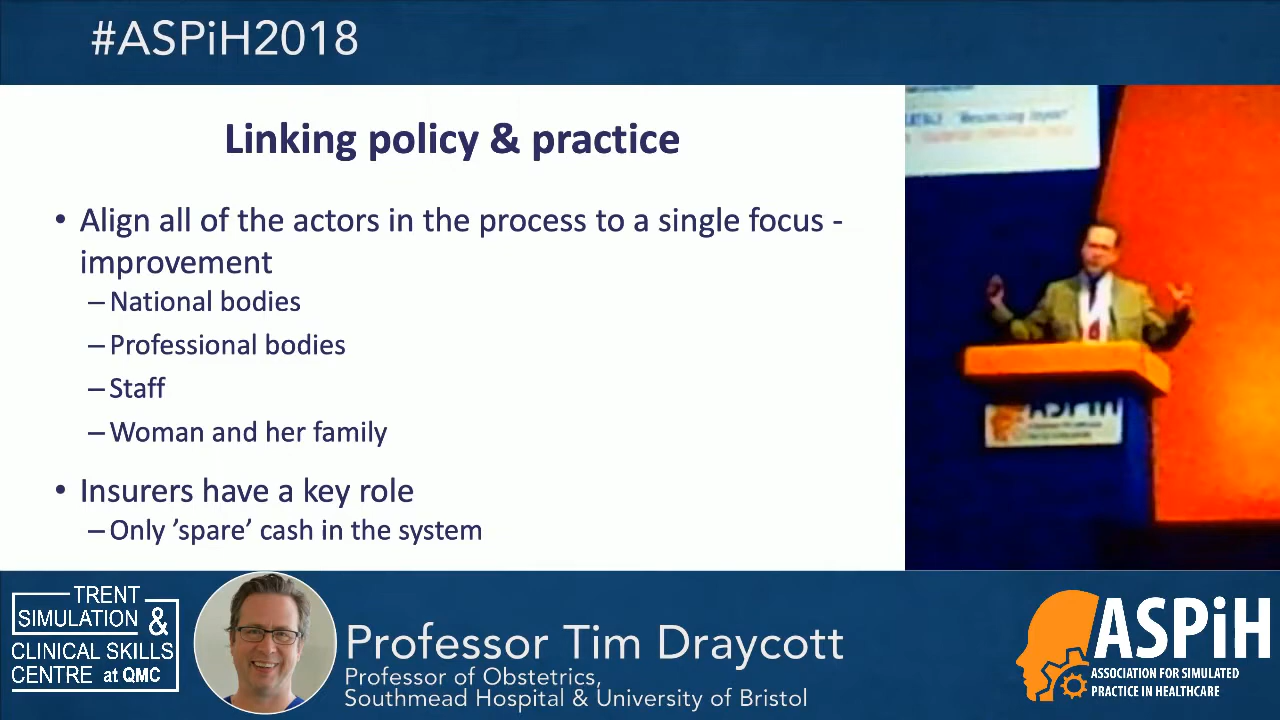 #ASPiH2018
Linking policy & practice
• Align all of the actors in the process to a single focus -
improvement
– National bodies
– Professional bodies
– Staff
– Woman and her family
• Insurers have a key role
– Only ’spare’ cash in the system
ASPiH
TRENT
SIMULATION &
CLINICAL SKILLS
CENTRE at QMC
Professor Tim Draycott
Professor of Obstetrics,
Southmead Hospital & University of Bristol
ASPiH
ASSOCIATION FOR SIMULATED
PRACTICE IN HEALTHCARE